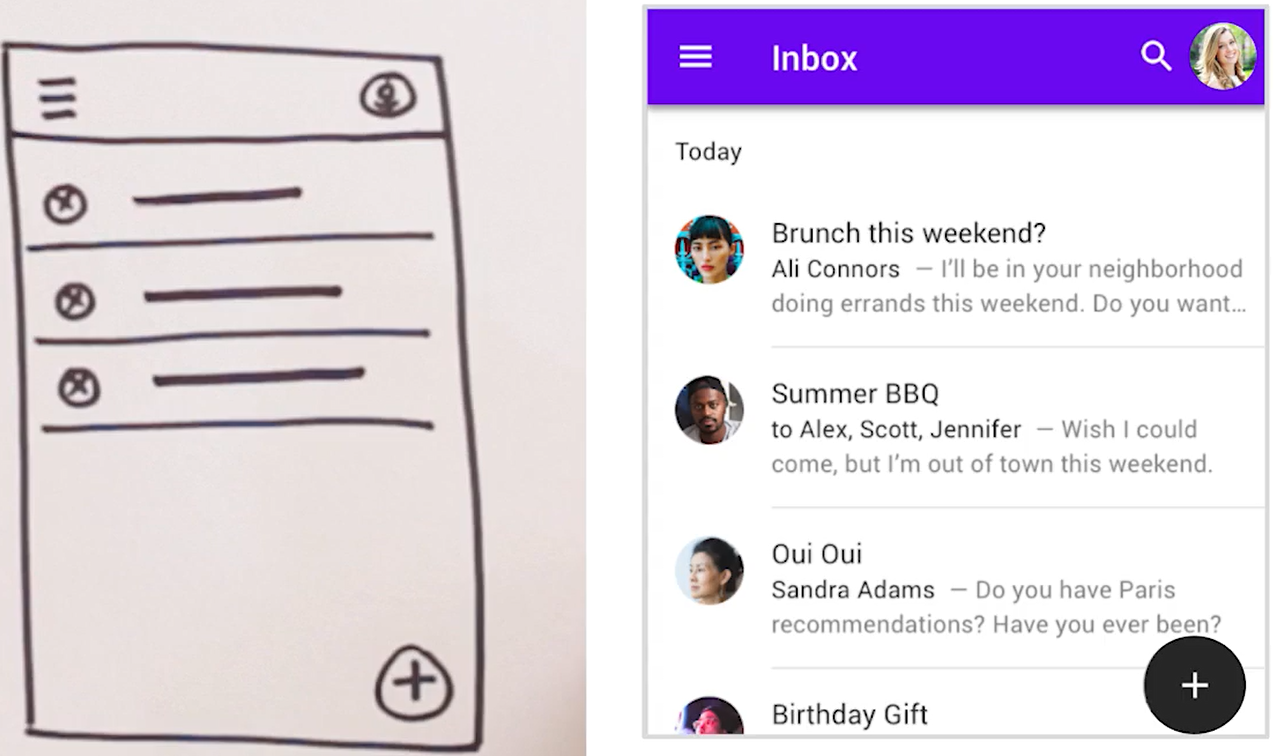 Inbox
Today
Brunch this weekend?
Ali Connors — I’ll be in your neighborhood
doing errands this weekend. Do you want…
Summer BBQ
to Alex, Scott, Jennifer — Wish I could
come, but I’m out of town this weekend.
Oui Oui
Sandra Adams — Do you have Paris
recommendations? Have you ever been?
Birthday Gift